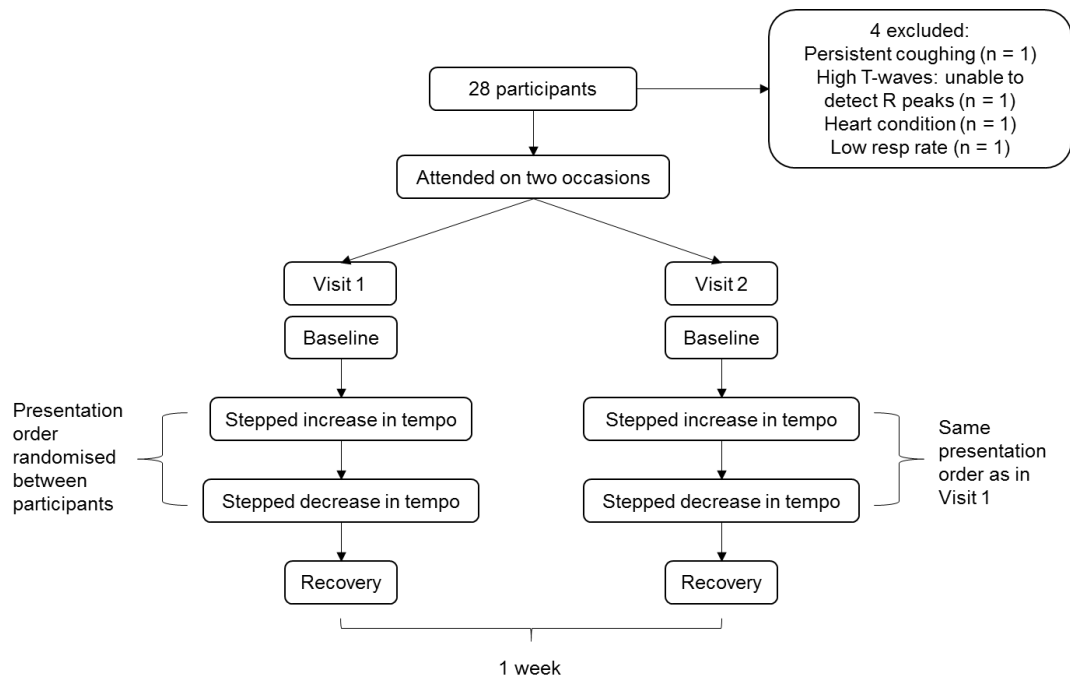 4 excluded:
Persistent coughing (n = 1)
High T-waves: unable to
detect R peaks (n = 1)
Heart condition (n = 1)
Low resp rate (n = 1)
28 participants
Attended on two occasions
Visit 1
Visit 2
Baseline
Baseline
Presentation
order
randomised
between
participants
Stepped increase in tempo
Stepped increase in tempo
Stepped decrease in tempo
Stepped decrease in tempo
Same
presentation
order as in
Visit 1
Recovery
Recovery
1 week